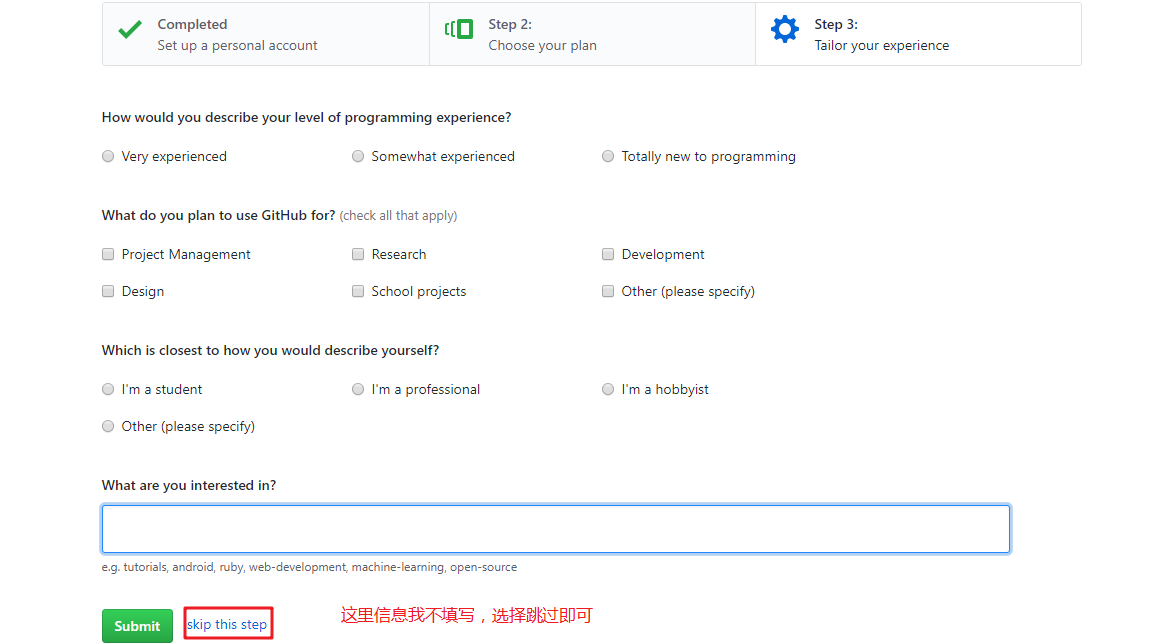 Completed
Set up a personal account
Step 2:
Choose your plan
Step 3:
Tailor your experience
How would you describe your level of programming experience?
Very experienced
Somewhat experienced
Totally new to programming
What do you plan to use GitHub for? (check all that apply)
Project Management
Research
Development
Design
School projects
Other (please specify)
Which is closest to how you would describe yourself?
I'm a student
I'm a professional
I'm a hobbyist
Other (please specify)
What are you interested in?
e.g. tutorials, android, ruby, web-development, machine-learning, open-source
Submit
skip this step
这里信息我不填写，选择跳过即可